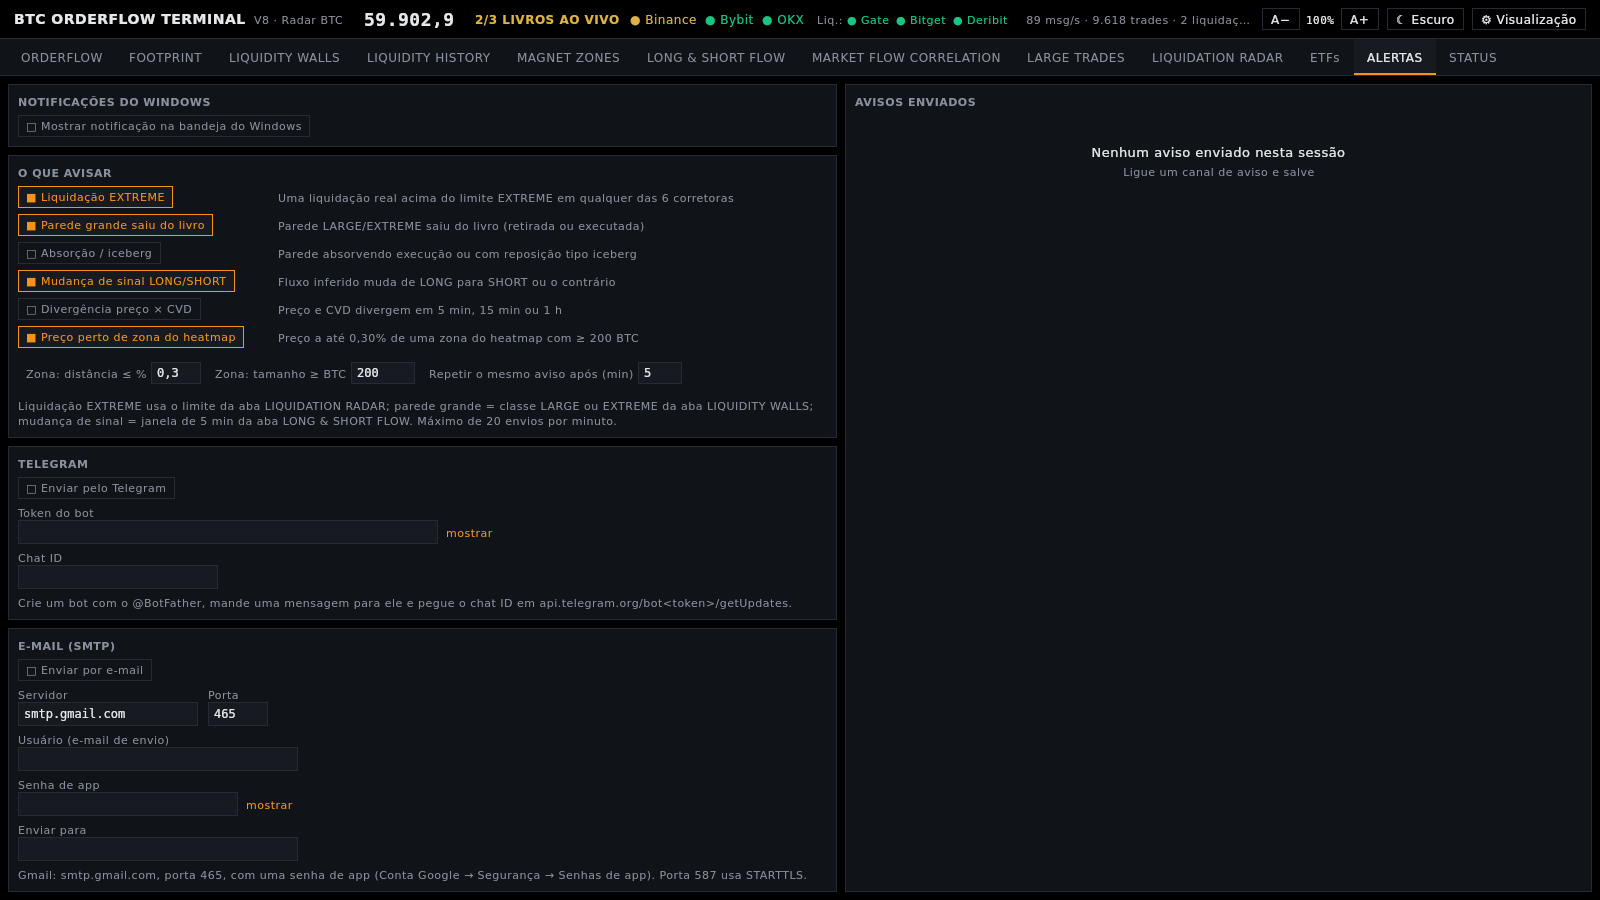 BTC ORDERFLOW TERMINAL V8 · Radar BTC 59.902,9 2/3 LIVROS AO VIVO ● Binance ● Bybit ● OKX Liq.: ● Gate ● Bitget ● Deribit 89 msg/s · 9.618 trades · 2 liquidaç… A− 100% A+ ☾ Escuro ⚙ Visualização
ORDERFLOW FOOTPRINT LIQUIDITY WALLS LIQUIDITY HISTORY MAGNET ZONES LONG & SHORT FLOW MARKET FLOW CORRELATION LARGE TRADES LIQUIDATION RADAR ETFs ALERTAS STATUS
NOTIFICAÇÕES DO WINDOWS
□ Mostrar notificação na bandeja do Windows
O QUE AVISAR
■ Liquidação EXTREME Uma liquidação real acima do limite EXTREME em qualquer das 6 corretoras
■ Parede grande saiu do livro Parede LARGE/EXTREME saiu do livro (retirada ou executada)
□ Absorção / iceberg Parede absorvendo execução ou com reposição tipo iceberg
■ Mudança de sinal LONG/SHORT Fluxo inferido muda de LONG para SHORT ou o contrário
□ Divergência preço × CVD Preço e CVD divergem em 5 min, 15 min ou 1 h
■ Preço perto de zona do heatmap Preço a até 0,30% de uma zona do heatmap com ≥ 200 BTC
Zona: distância ≤ % 0,3 Zona: tamanho ≥ BTC 200 Repetir o mesmo aviso após (min) 5
Liquidação EXTREME usa o limite da aba LIQUIDATION RADAR; parede grande = classe LARGE ou EXTREME da aba LIQUIDITY WALLS;
mudança de sinal = janela de 5 min da aba LONG & SHORT FLOW. Máximo de 20 envios por minuto.
TELEGRAM
□ Enviar pelo Telegram
Token do bot
mostrar
Chat ID
Crie um bot com o @BotFather, mande uma mensagem para ele e pegue o chat ID em api.telegram.org/bot<token>/getUpdates.
E-MAIL (SMTP)
□ Enviar por e-mail
Servidor Porta
smtp.gmail.com 465
Usuário (e-mail de envio)
Senha de app
mostrar
Enviar para
Gmail: smtp.gmail.com, porta 465, com uma senha de app (Conta Google → Segurança → Senhas de app). Porta 587 usa STARTTLS.
AVISOS ENVIADOS
Nenhum aviso enviado nesta sessão
Ligue um canal de aviso e salve